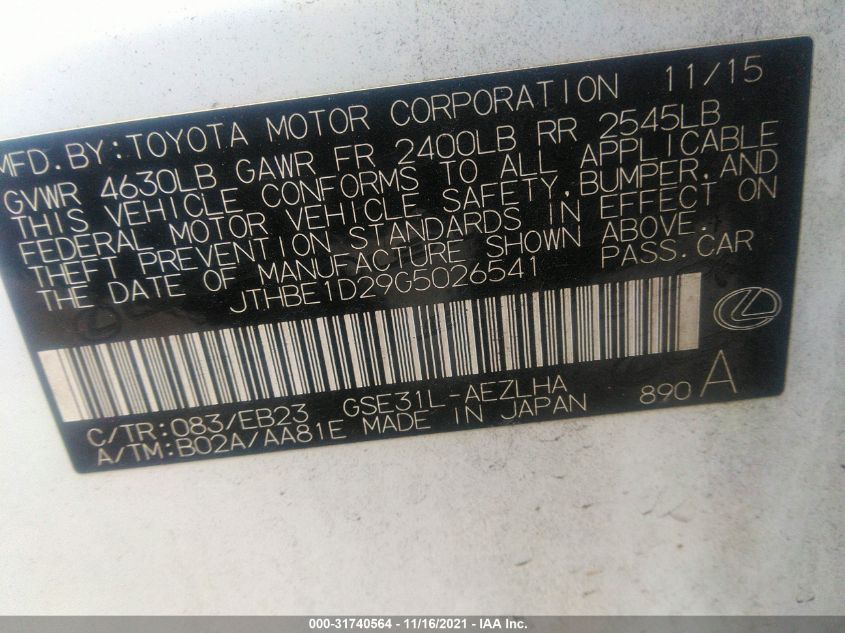 MFD. BY: TOYOTA MOTOR CORPORATION 11/15
GVWR 4630LB GAWR FR 2400LB RR 2545LB
THIS VEHICLE CONFORMS TO ALL APPLICABLE
FEDERAL MOTOR VEHICLE SAFETY, BUMPER, AND
THEFT PREVENTION STANDARDS IN EFFECT ON
THE DATE OF MANUFACTURE SHOWN ABOVE.
JTHBE1D29G5026541 PASS. CAR
C/TR: 083/EB23 GSE31L-AEZLHA 890 A
A/TM: B02A/AA81E MADE IN JAPAN
000-31740564 - 11/16/2021 - IAA Inc.